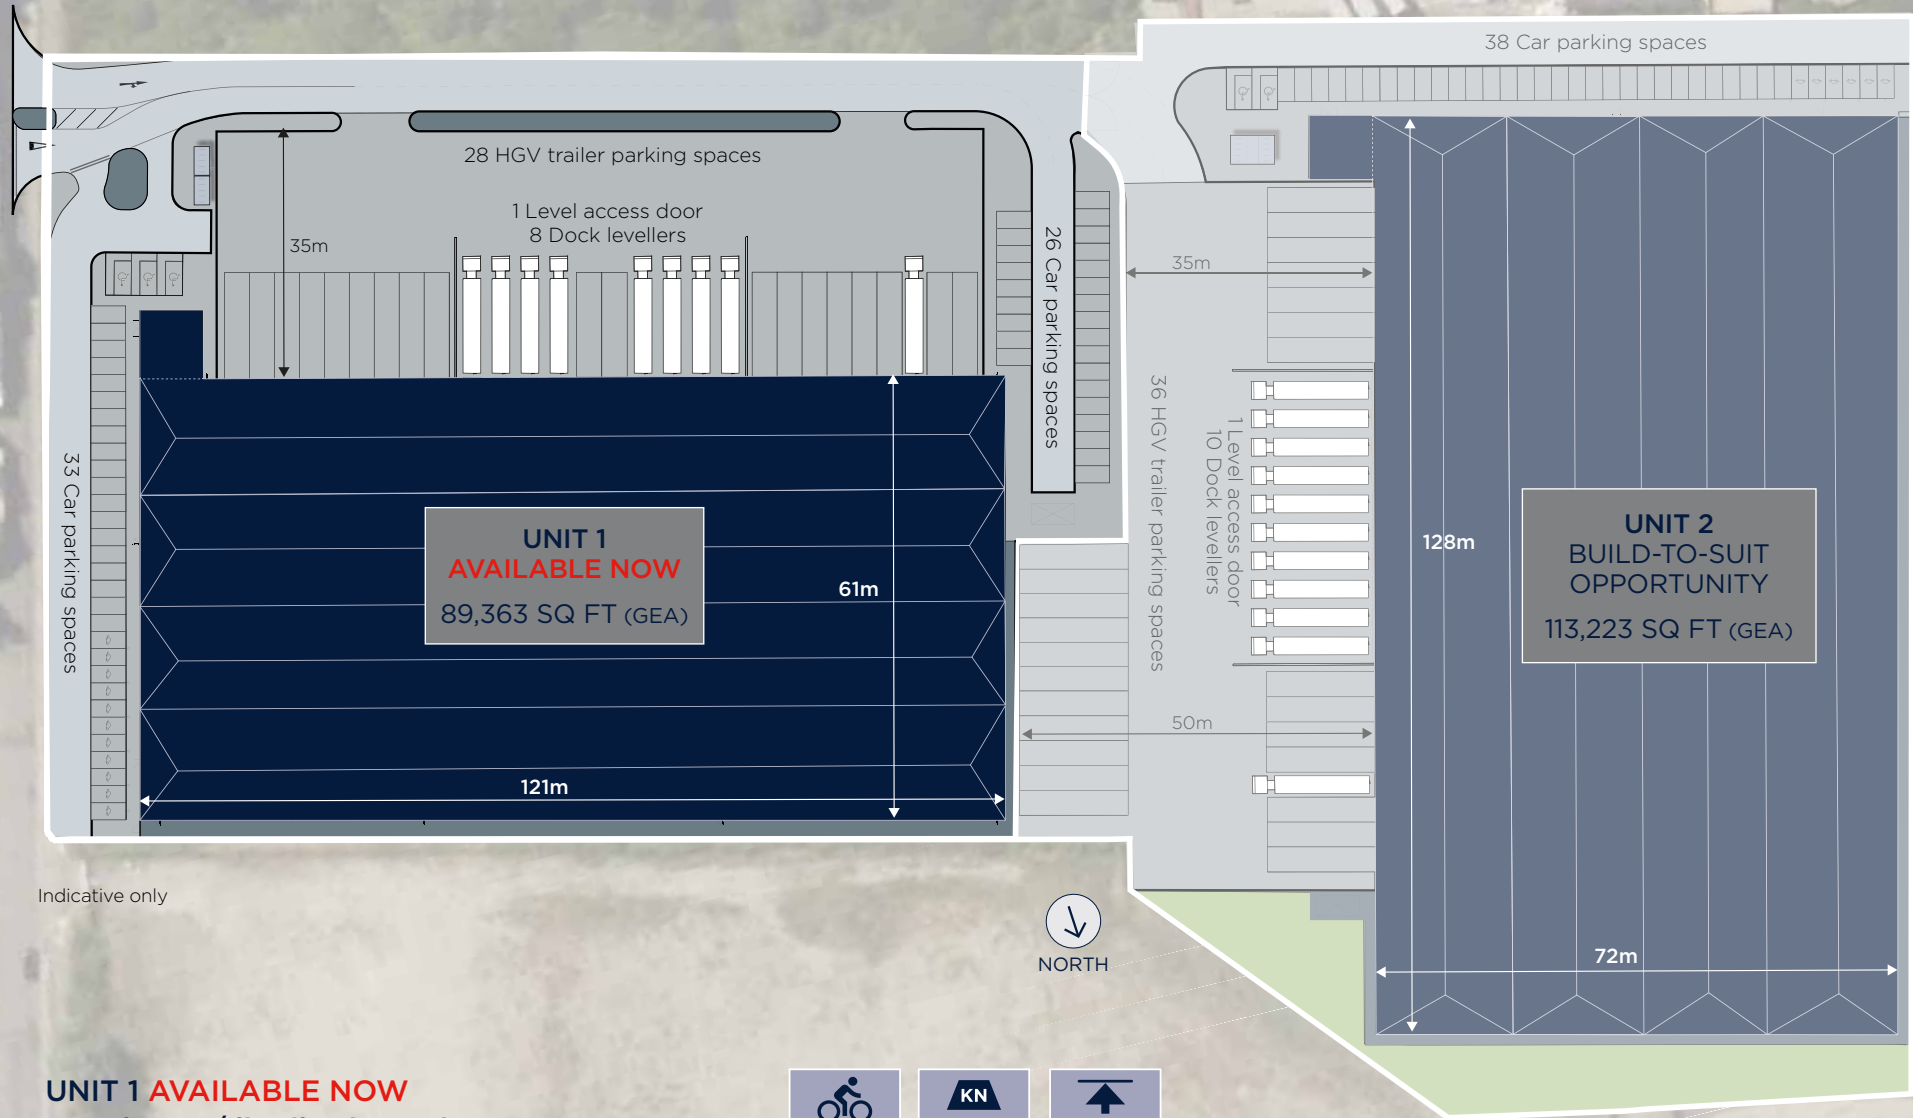 38 Car parking spaces
28 HGV trailer parking spaces
1 Level access door
8 Dock levellers
35m
26 Car parking spaces
35m
33 Car parking spaces
36 HGV trailer parking spaces
1 Level access door
10 Dock levellers
UNIT 1
AVAILABLE NOW
89,363 SQ FT (GEA)
61m
121m
128m
UNIT 2
BUILD-TO-SUIT
OPPORTUNITY
113,223 SQ FT (GEA)
50m
72m
Indicative only
NORTH
UNIT 1 AVAILABLE NOW
KN